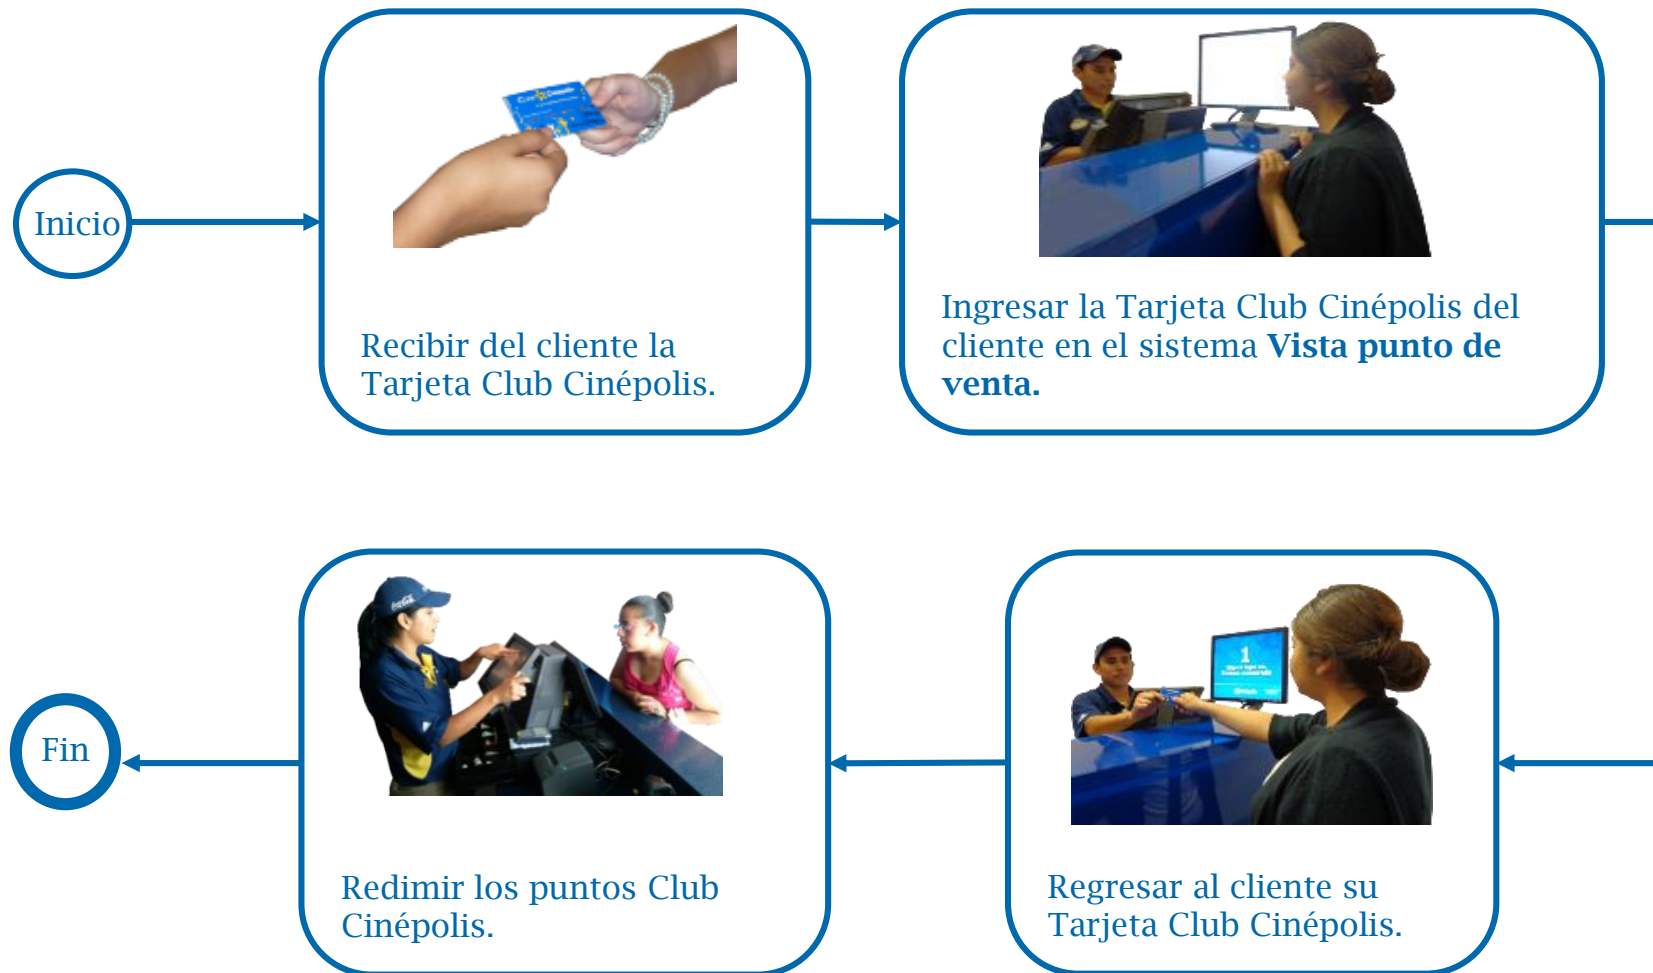 Inicio
Recibir del cliente la
Tarjeta Club Cinépolis.
Ingresar la Tarjeta Club Cinépolis del
cliente en el sistema Vista punto de
venta.
Fin
Redimir los puntos Club
Cinépolis.
1
Regresar al cliente su
Tarjeta Club Cinépolis.